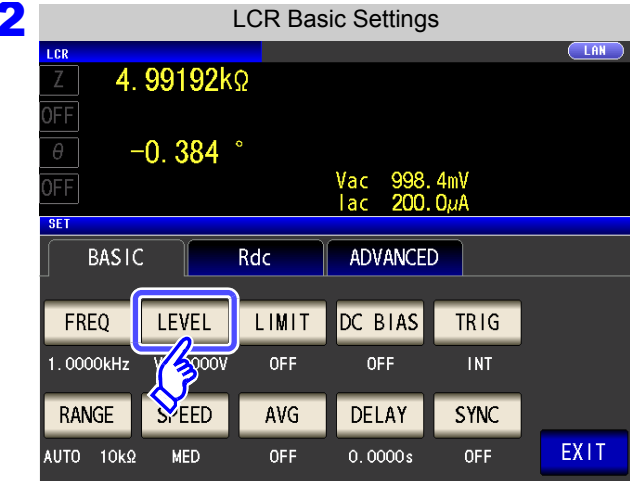 2
LCR Basic Settings
LCR LAN
Z 4.99192kΩ
OFF
θ -0.384 °
OFF Vac 998.4mV
Iac 200.0μA
SET
BASIC Rdc ADVANCED
FREQ LEVEL LIMIT DC BIAS TRIG
1.0000kHz OFF OFF INT
RANGE SPEED AVG DELAY SYNC
AUTO 10kΩ MED OFF 0.0000s OFF
EXIT